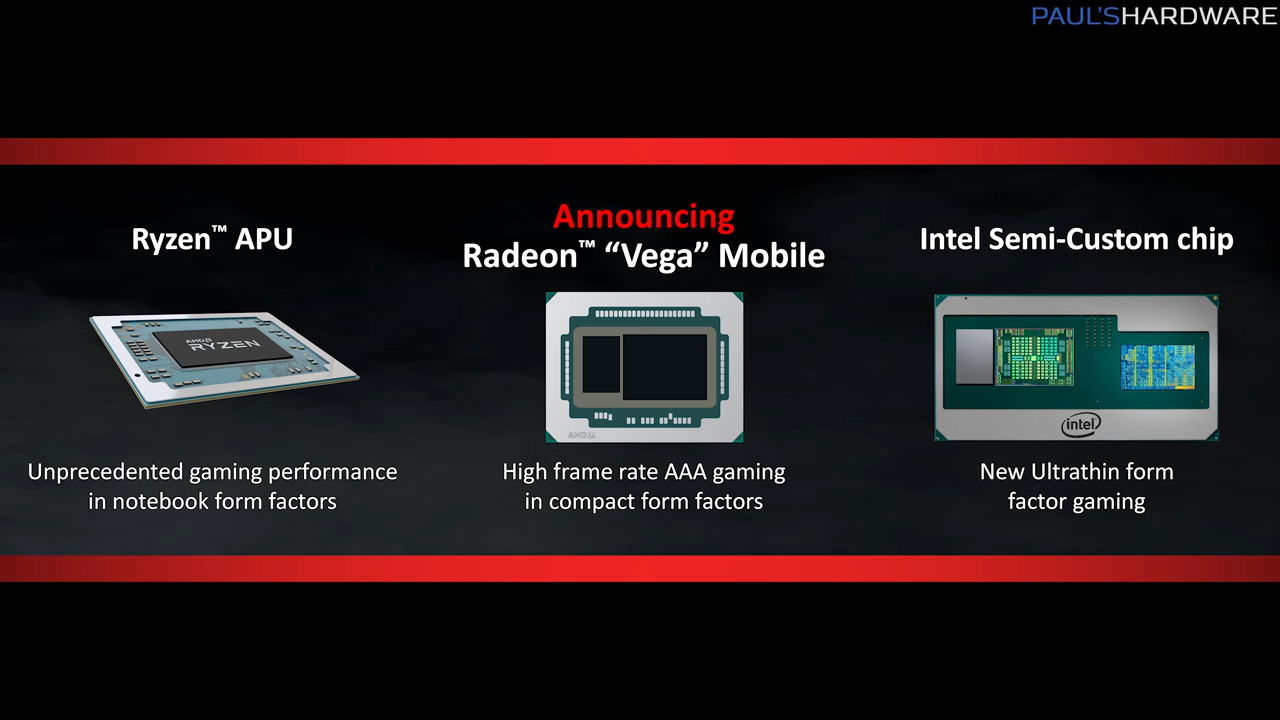 PAUL'SHARDWARE
Ryzen™ APU
AMD
RYZEN
Unprecedented gaming performance
in notebook form factors
Announcing
Radeon™ “Vega” Mobile
AMD
High frame rate AAA gaming
in compact form factors
Intel Semi-Custom chip
intel
New Ultrathin form
factor gaming